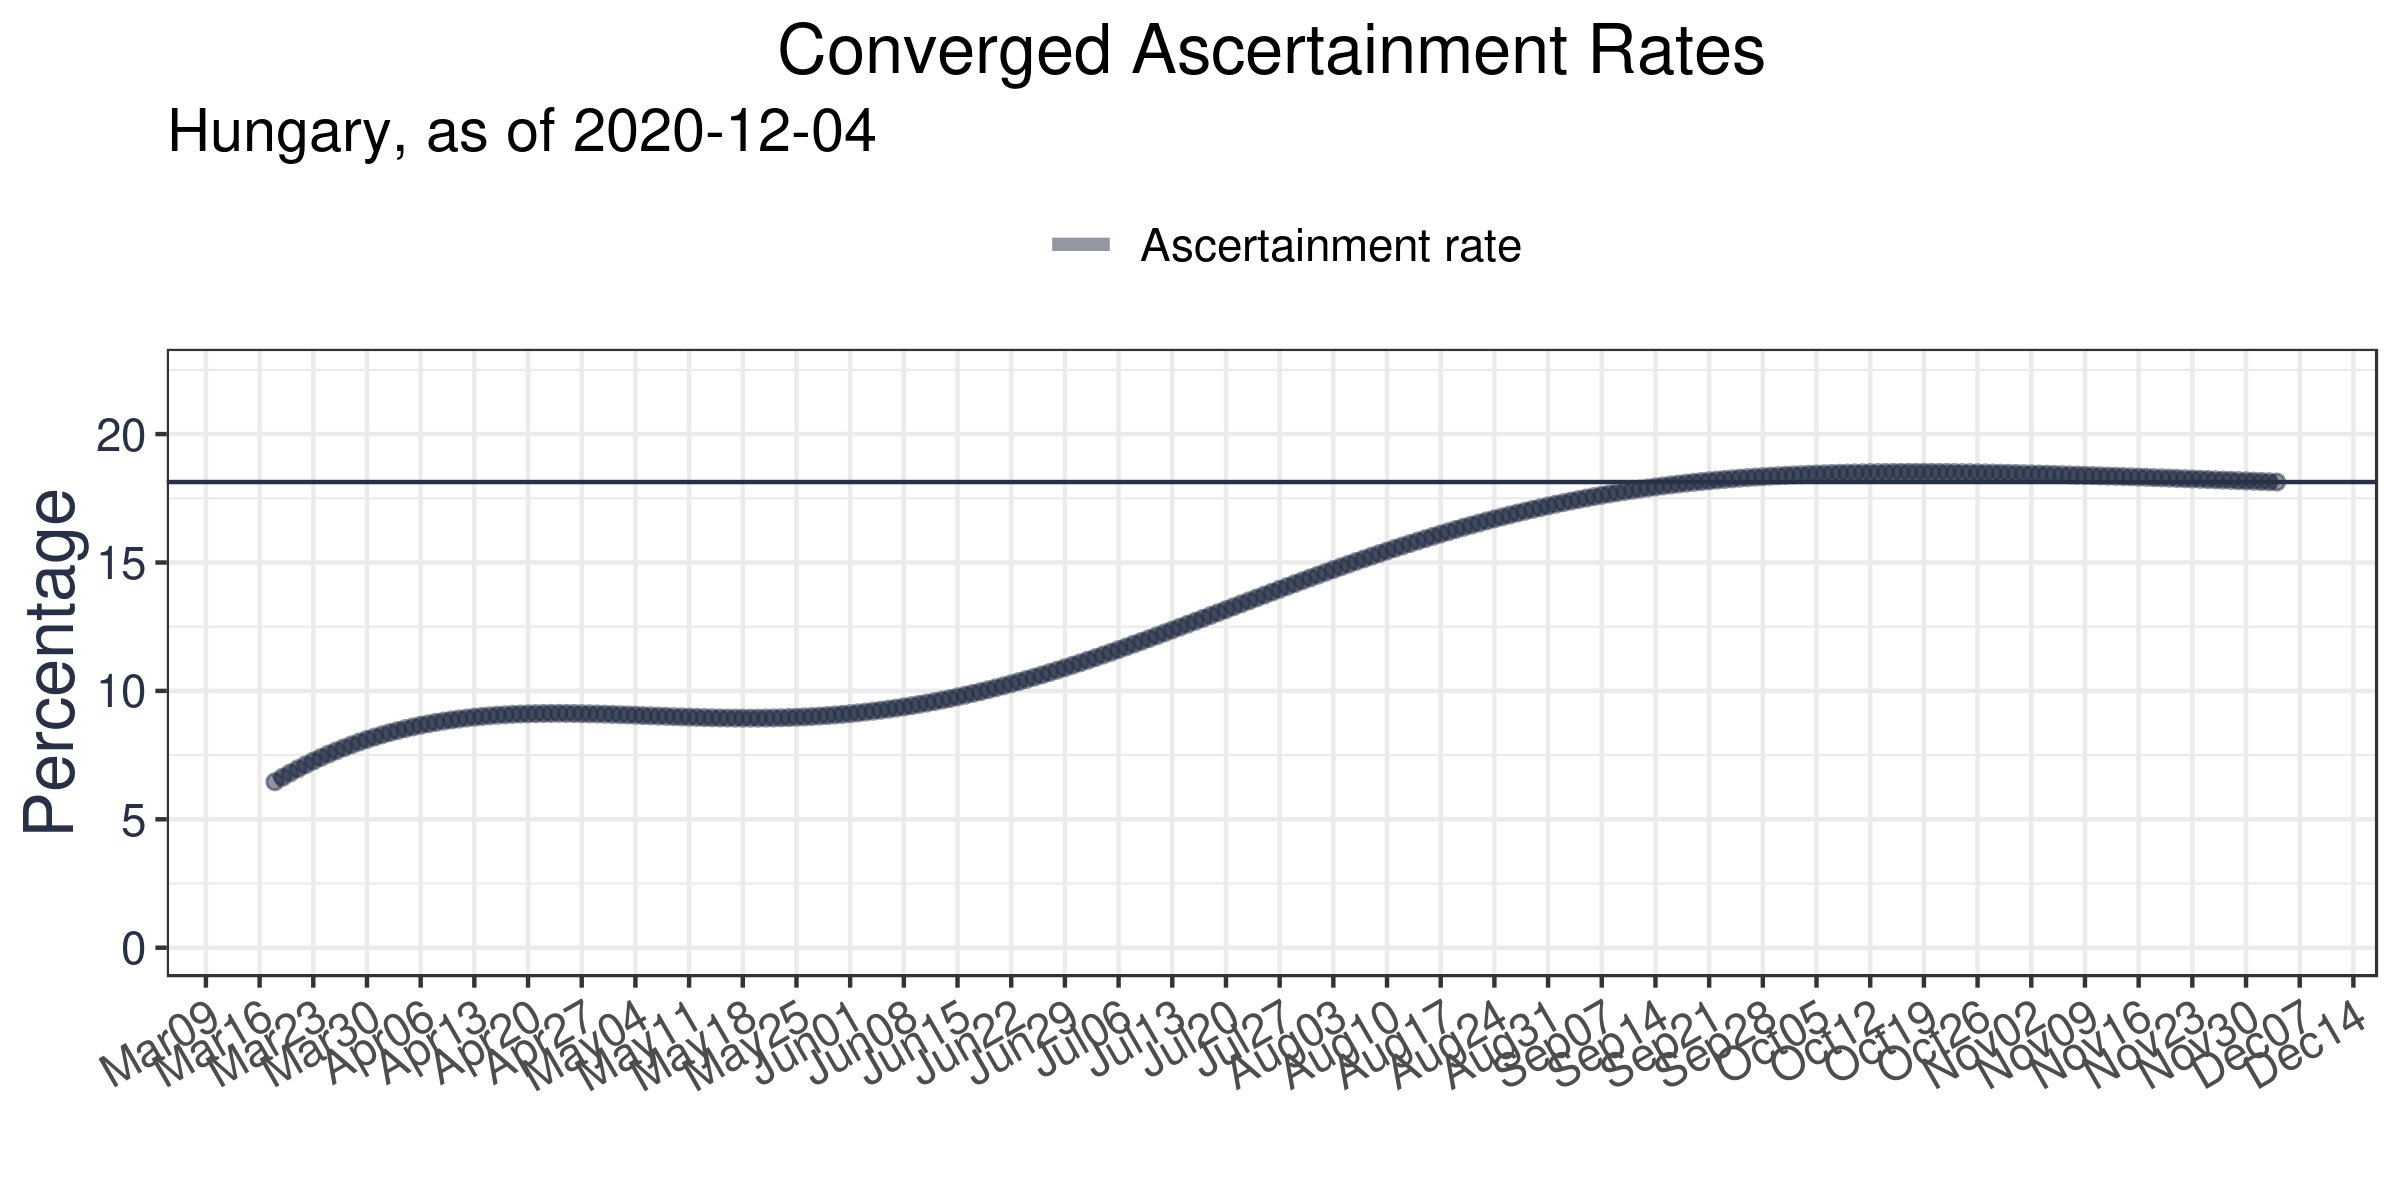 Converged Ascertainment Rates
Hungary, as of 2020-12-04
Ascertainment rate
Percentage
20
15
10
5
0
Mar09
Mar16
Mar23
Mar30
Apr06
Apr13
Apr20
Apr27
May04
May11
May18
May25
Jun01
Jun08
Jun15
Jun22
Jun29
Jul06
Jul13
Jul20
Jul27
Aug03
Aug10
Aug17
Aug24
Aug31
Sep07
Sep14
Sep21
Sep28
Oct05
Oct12
Oct19
Oct26
Nov02
Nov09
Nov16
Nov23
Nov30
Dec07
Dec14